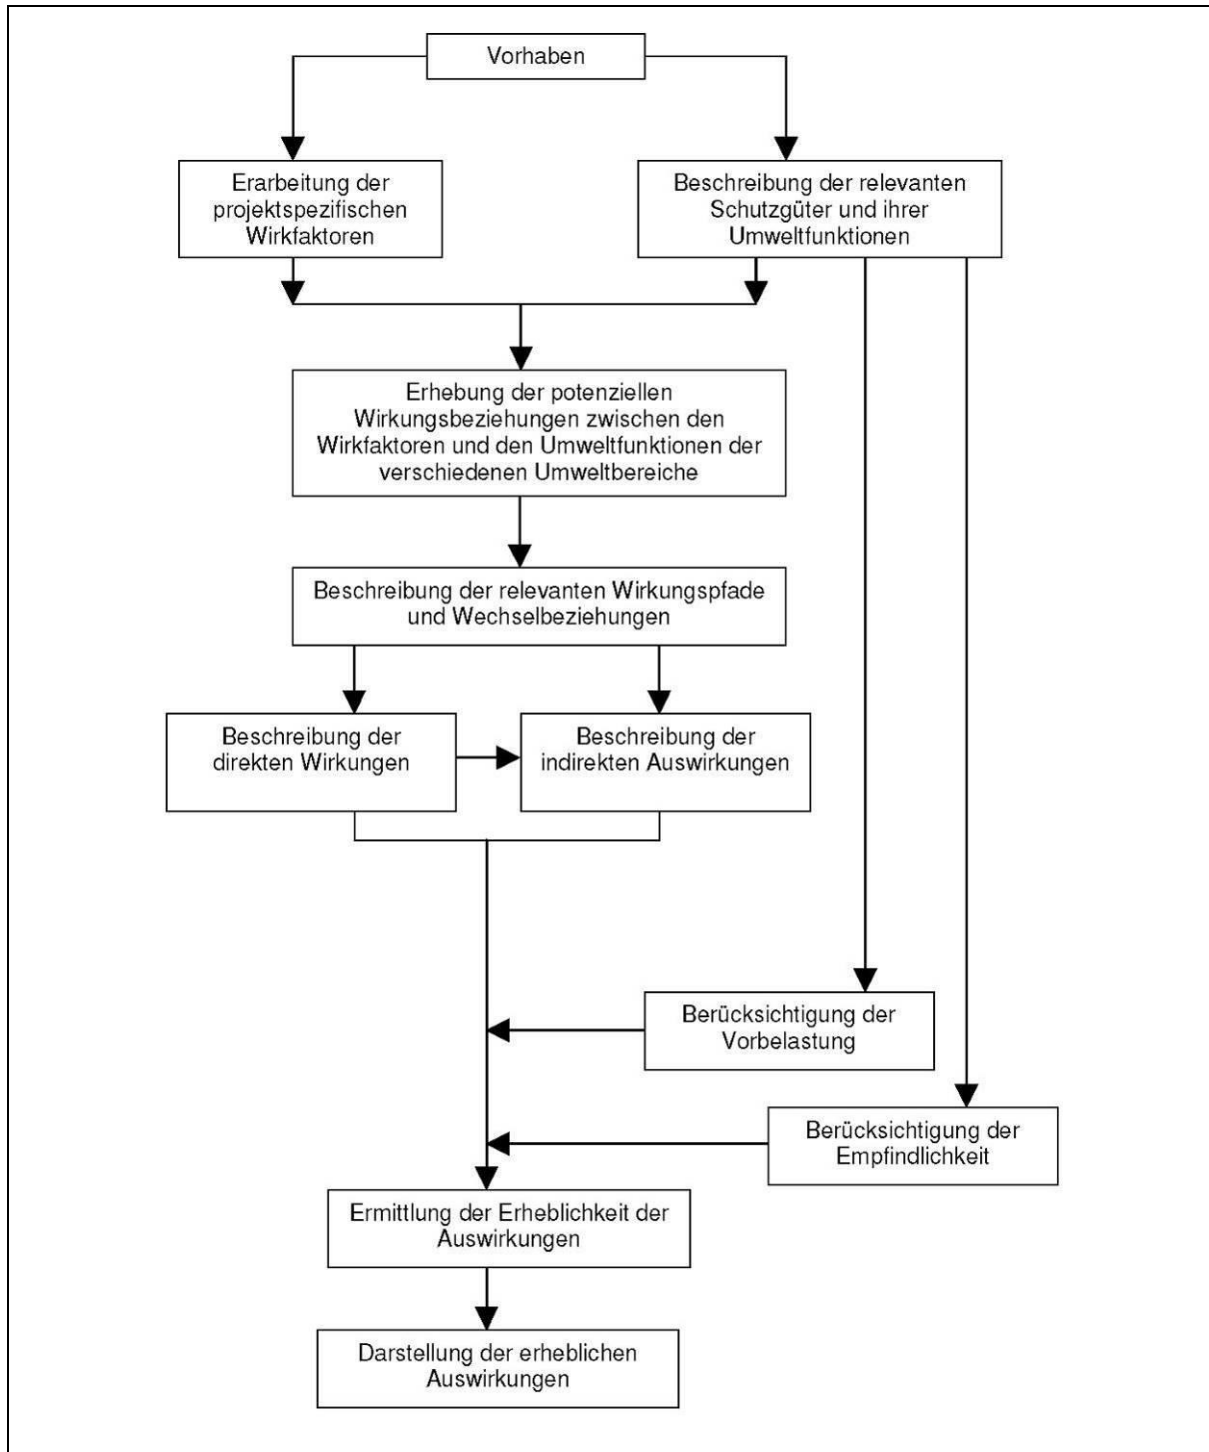 Vorhaben
Erarbeitung der
projektspezifischen
Wirkfaktoren
Beschreibung der relevanten
Schutzgüter und ihrer
Umweltfunktionen
Erhebung der potenziellen
Wirkungsbeziehungen zwischen den
Wirkfaktoren und den Umweltfunktionen der
verschiedenen Umweltbereiche
Beschreibung der relevanten Wirkungspfade
und Wechselbeziehungen
Beschreibung der
direkten Wirkungen
Beschreibung der
indirekten Auswirkungen
Berücksichtigung der
Vorbelastung
Berücksichtigung der
Empfindlichkeit
Ermittlung der Erheblichkeit der
Auswirkungen
Darstellung der erheblichen
Auswirkungen